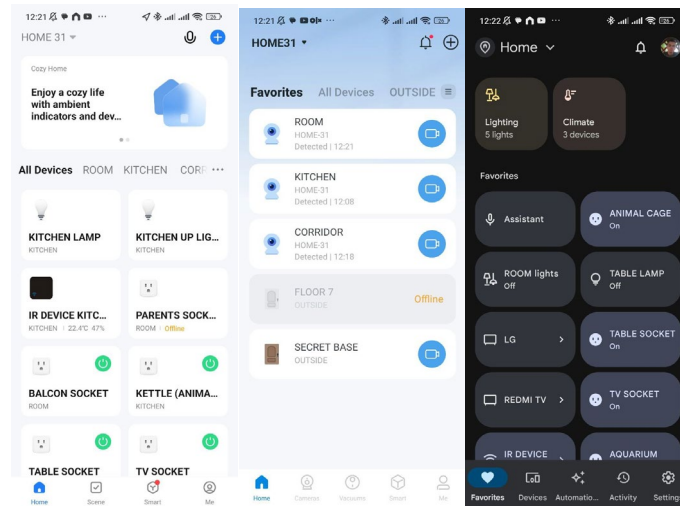 12:21
HOME 31
Cozy Home
Enjoy a cozy life
with ambient
indicators and dev...
All Devices ROOM KITCHEN CORR
KITCHEN LAMP
KITCHEN
KITCHEN UP LIG...
KITCHEN
IR DEVICE KITC...
KITCHEN 22.4℃ 47%
PARENTS SOCK...
ROOM Offline
BALCON SOCKET
ROOM
KETTLE (ANIMA...
KITCHEN
TABLE SOCKET
TV SOCKET
Home Scene Smart Me
12:21
HOME31
Favorites All Devices OUTSIDE
ROOM
HOME-31
Detected | 12:21
KITCHEN
HOME-31
Detected | 12:08
CORRIDOR
HOME-31
Detected | 12:18
FLOOR 7
OUTSIDE
Offline
SECRET BASE
OUTSIDE
Home Cameras Vacuums Smart Me
12:22
Home
Lighting
5 lights
Climate
3 devices
Favorites
Assistant
ANIMAL CAGE
On
ROOM lights
Off
TABLE LAMP
Off
LG
TABLE SOCKET
On
REDMI TV
TV SOCKET
On
IR DEVICE
AQUARIUM
Favorites Devices Automatio... Activity Setting